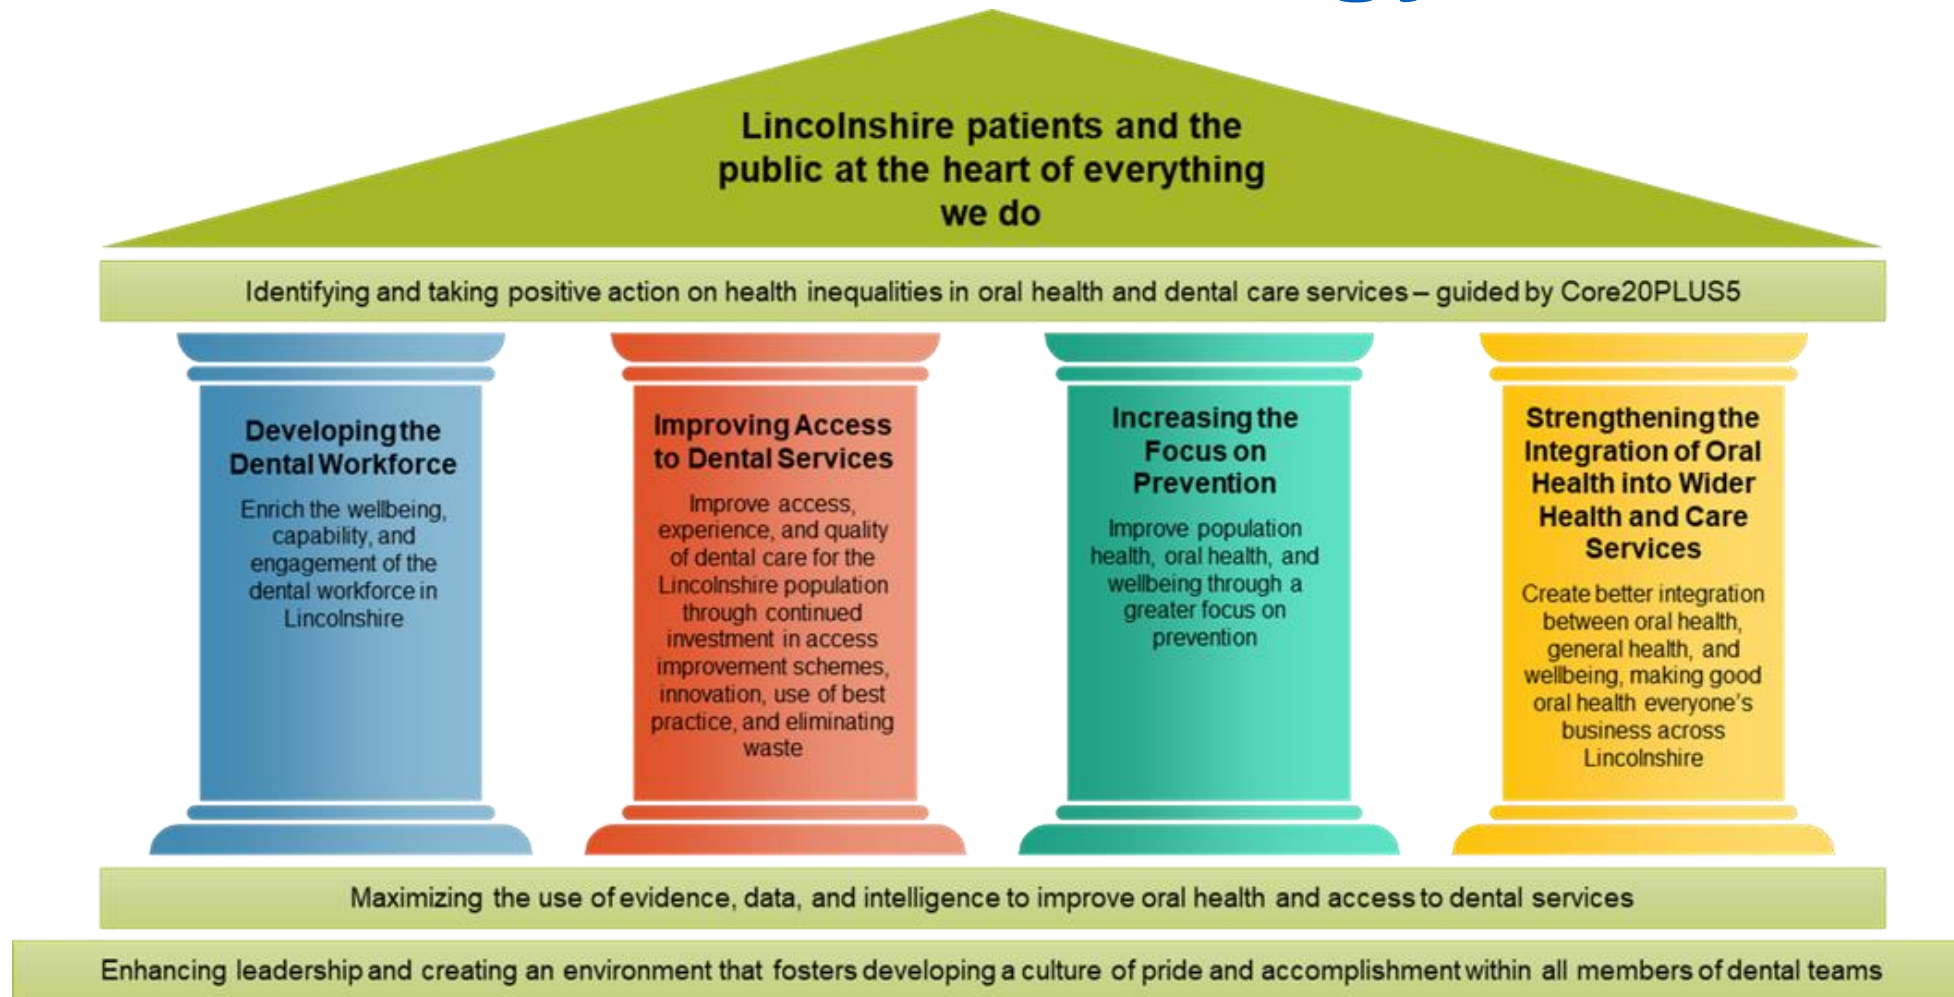 Lincolnshire patients and the
public at the heart of everything
we do
Identifying and taking positive action on health inequalities in oral health and dental care services – guided by Core20PLUS5
Developing the
Dental Workforce
Enrich the wellbeing,
capability, and
engagement of the
dental workforce in
Lincolnshire
Improving Access
to Dental Services
Improve access,
experience, and quality
of dental care for the
Lincolnshire population
through continued
investment in access
improvement schemes,
innovation, use of best
practice, and eliminating
waste
Increasing the
Focus on
Prevention
Improve population
health, oral health, and
wellbeing through a
greater focus on
prevention
Strengthening the
Integration of Oral
Health into Wider
Health and Care
Services
Create better integration
between oral health,
general health, and
wellbeing, making good
oral health everyone's
business across
Lincolnshire
Maximizing the use of evidence, data, and intelligence to improve oral health and access to dental services
Enhancing leadership and creating an environment that fosters developing a culture of pride and accomplishment within all members of dental teams